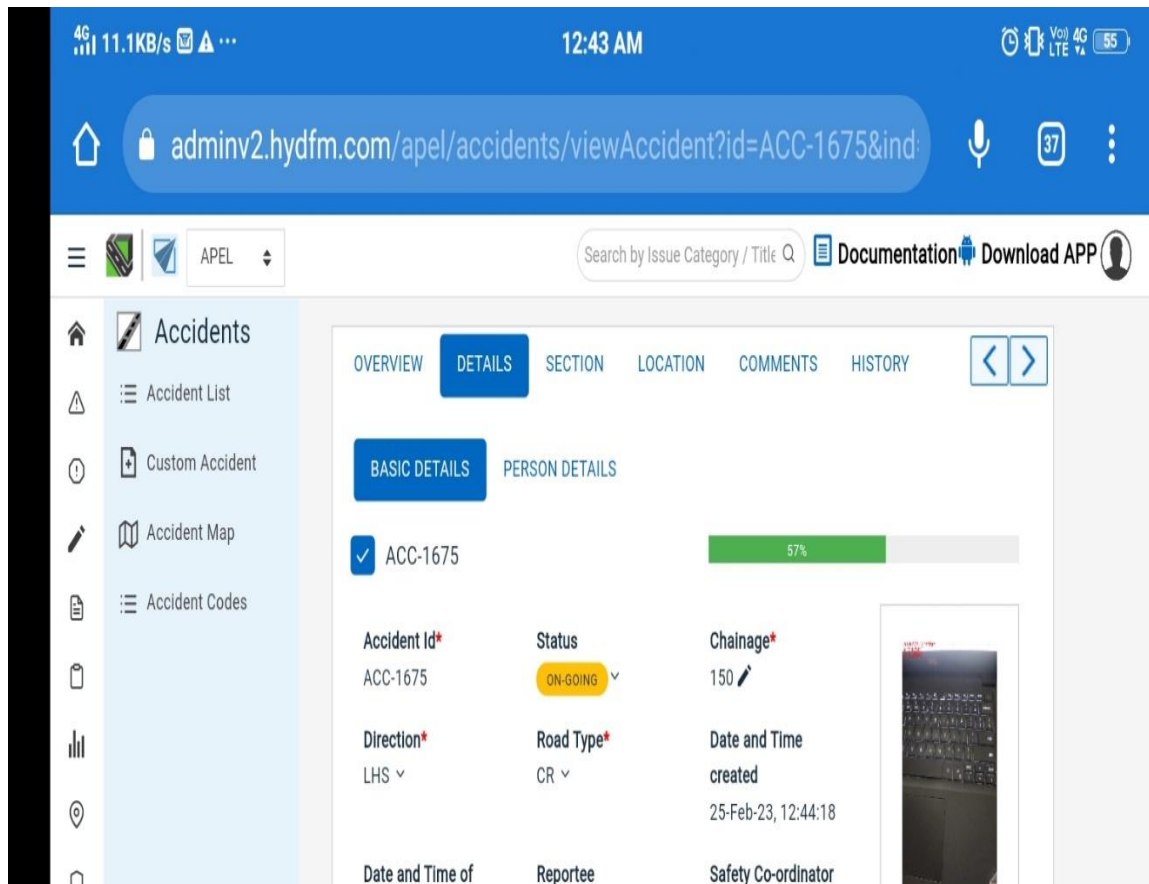 4G 11.1KB/s ...
12:43 AM
Vo) LTE 4G 55
adminv2.hydfm.com/apel/accidents/viewAccident?id=ACC-1675&ind
37
APEL
Search by Issue Category / Title
Documentation
Download APP
Accidents
Accident List
Custom Accident
Accident Map
Accident Codes
OVERVIEW DETAILS SECTION LOCATION COMMENTS HISTORY
BASIC DETAILS PERSON DETAILS
ACC-1675
57%
Accident Id* Status Chainage*
ACC-1675 ON-GOING 150
Direction* Road Type* Date and Time
LHS CR created
25-Feb-23, 12:44:18
Date and Time of Reportee Safety Co-ordinator